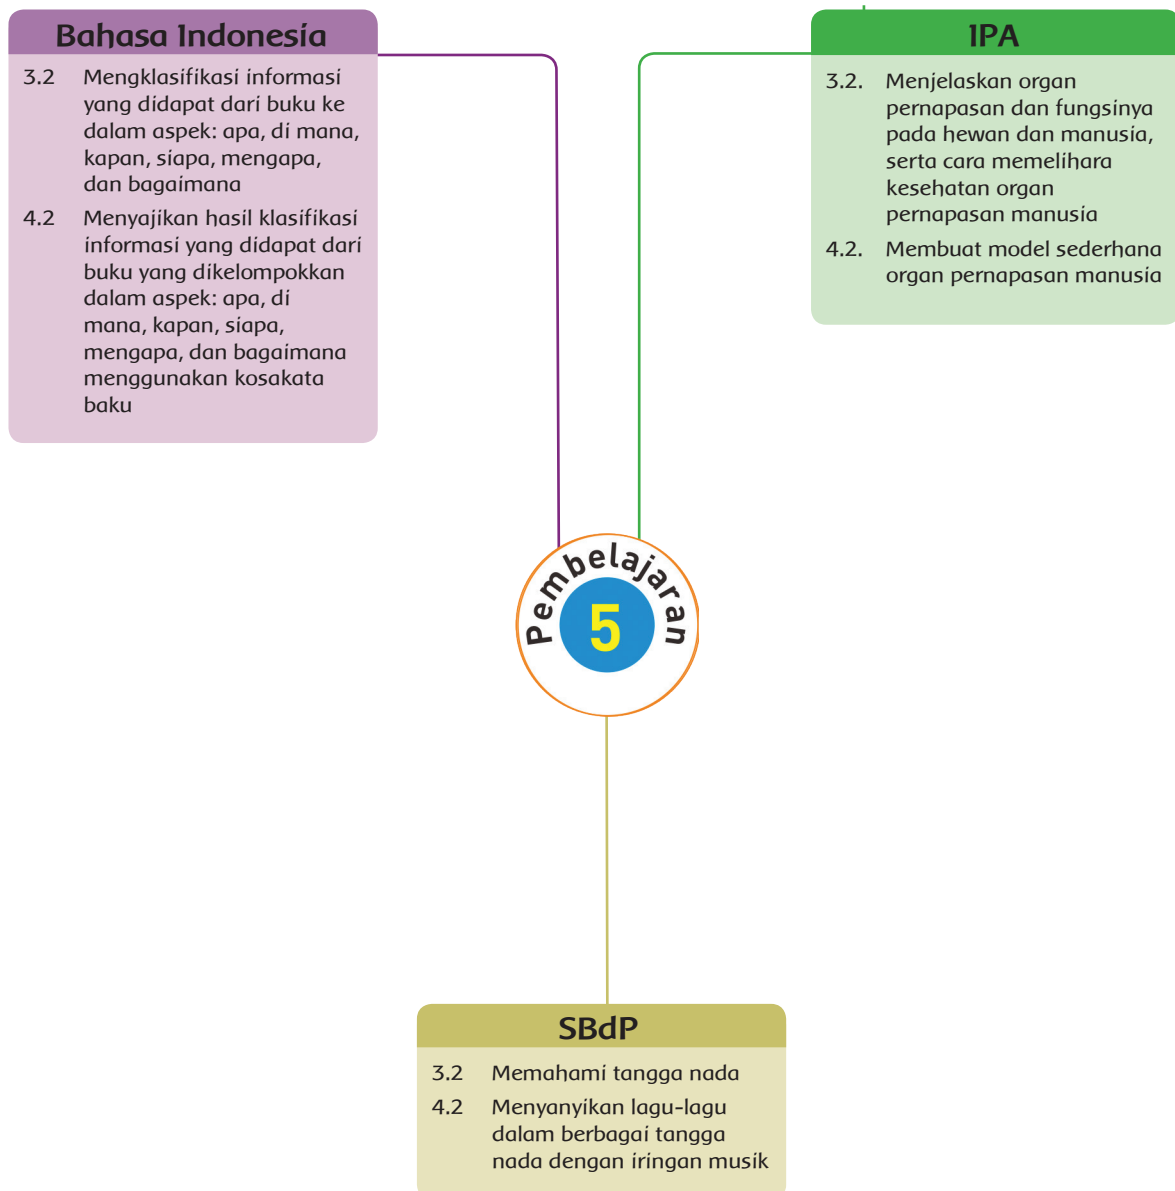 Bahasa Indonesia
3.2 Mengklasifikasi informasi
yang didapat dari buku ke
dalam aspek: apa, di mana,
kapan, siapa, mengapa,
dan bagaimana
4.2 Menyajikan hasil klasifikasi
informasi yang didapat dari
buku yang dikelompokkan
dalam aspek: apa, di
mana, kapan, siapa,
mengapa, dan bagaimana
menggunakan kosakata
baku
IPA
3.2. Menjelaskan organ
pernapasan dan fungsinya
pada hewan dan manusia,
serta cara memelihara
kesehatan organ
pernapasan manusia
4.2. Membuat model sederhana
organ pernapasan manusia
Pembelajaran
5
SBdP
3.2 Memahami tangga nada
4.2 Menyanyikan lagu-lagu
dalam berbagai tangga
nada dengan iringan musik